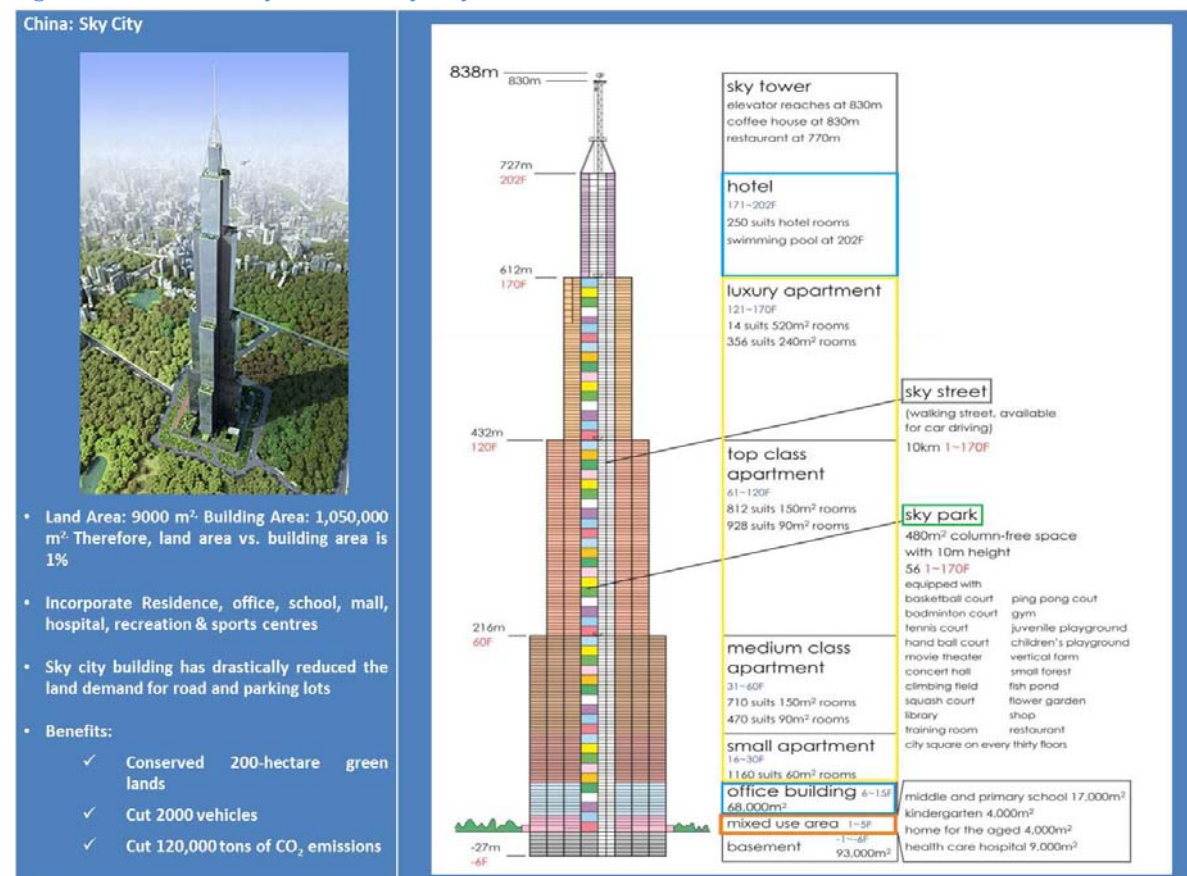 China: Sky City
• Land Area: 9000 m². Building Area: 1,050,000
m². Therefore, land area vs. building area is
1%
• Incorporate Residence, office, school, mall,
hospital, recreation & sports centres
• Sky city building has drastically reduced the
land demand for road and parking lots
• Benefits:
✓ Conserved 200-hectare green
lands
✓ Cut 2000 vehicles
✓ Cut 120,000 tons of CO₂ emissions
838m
830m
727m
202F
612m
170F
432m
120F
216m
60F
-27m
-6F
sky tower
elevator reaches at 830m
coffee house at 830m
restaurant at 770m
hotel
171~202F
250 suits hotel rooms
swimming pool at 202F
luxury apartment
121~170F
14 suits 520m² rooms
356 suits 240m² rooms
top class
apartment
61~120F
812 suits 150m² rooms
928 suits 90m² rooms
medium class
apartment
31~60F
710 suits 150m² rooms
470 suits 90m² rooms
small apartment
16~30F
1160 suits 60m² rooms
office building 6~15F
68,000m²
mixed use area 1~5F
basement -1~-6F
93,000m²
sky street
(walking street, available
for car driving)
10km 1~170F
sky park
480m² column-free space
with 10m height
56 1~170F
equipped with
basketball court ping pong cout
badminton court gym
tennis court juvenile playground
hand ball court children's playground
movie theater vertical farm
concert hall small forest
climbing field fish pond
squash court flower garden
library shop
training room restaurant
city square on every thirty floors
middle and primary school 17,000m²
kindergarten 4,000m²
home for the aged 4,000m²
health care hospital 9,000m²